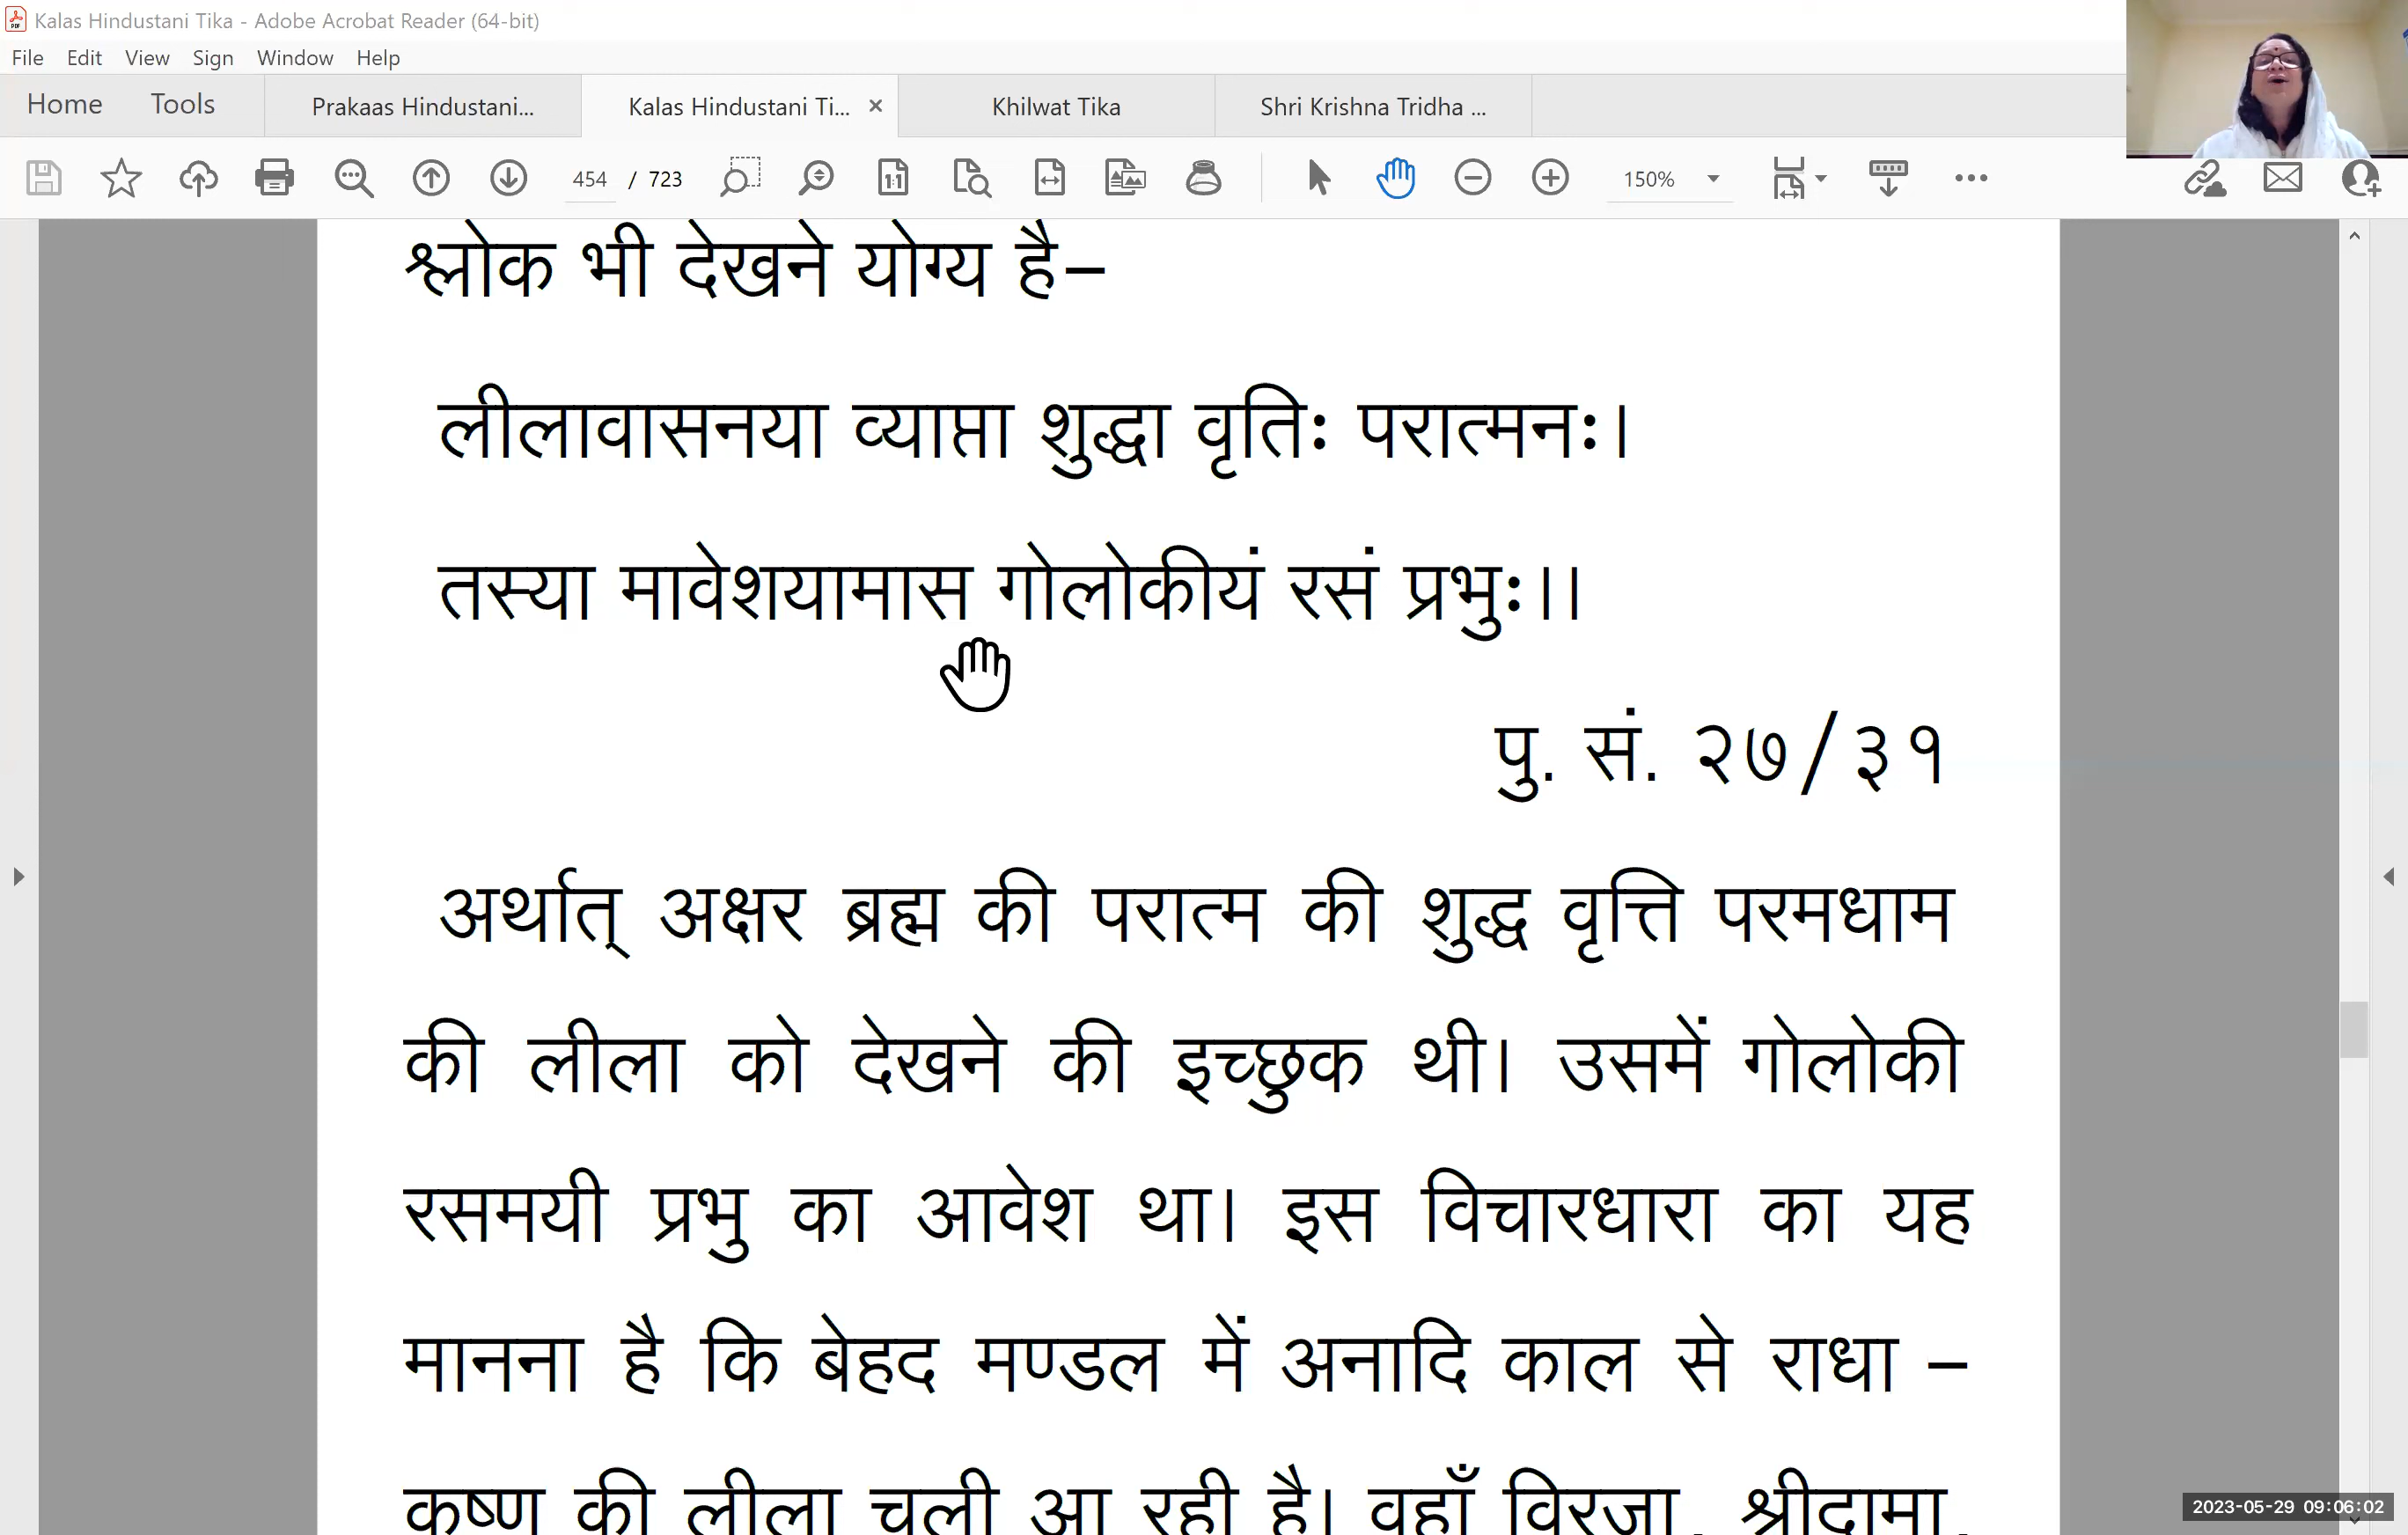 Kalas Hindustani Tika - Adobe Acrobat Reader (64-bit)
File Edit View Sign Window Help
Home Tools Prakaas Hindustani... Kalas Hindustani Ti... × Khilwat Tika Shri Krishna Tridha ...
454 / 723 1:1 150%
श्लोक भी देखने योग्य है–
लीलावासनया व्याप्ता शुद्धा वृतिः परात्मनः।
तस्या मावेशयामास गोलोकीयं रसं प्रभुः।।
पु. सं. २७/३१
अर्थात् अक्षर ब्रह्म की परात्म की शुद्ध वृत्ति परमधाम
की लीला को देखने की इच्छुक थी। उसमें गोलोकी
रसमयी प्रभु का आवेश था। इस विचारधारा का यह
मानना है कि बेहद मण्डल में अनादि काल से राधा –
कृष्ण की लीला चली आ रही है। वहाँ विरजा, श्रीदामा,
2023-05-29 09:06:02